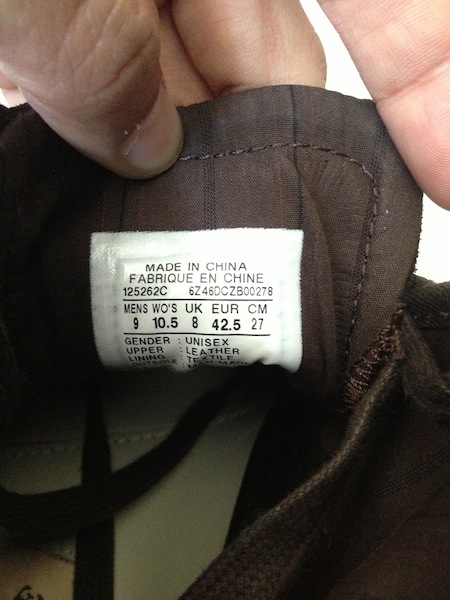 MADE IN CHINA
FABRIQUE EN CHINE
125262C 6Z46DCZB00278
MENS WO'S UK EUR CM
9 10.5 8 42.5 27
GENDER : UNISEX
UPPER : LEATHER
LINING : TEXTILE
OUTSOLE